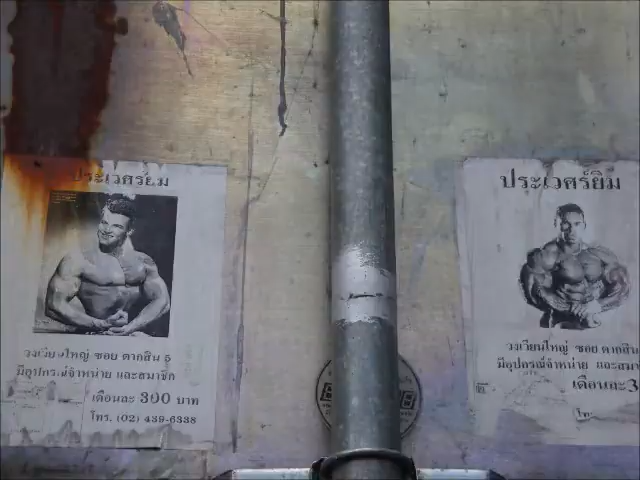 ประเวศร์ยิม
วงเวียนใหญ่ ซอย ตากสิน 5
มีอุปกรณ์จำหน่าย และสมาชิก
เดือนละ 300 บาท
โทร. (02) 439-6338
ประเวศร์ยิม
วงเวียนใหญ่ ซอย ตากสิน
มีอุปกรณ์จำหน่าย และสมา
เดือนละ 3